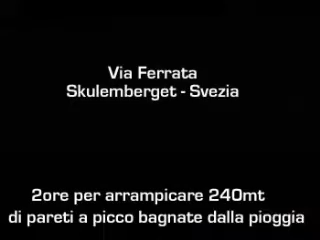 Via Ferrata
Skulemberget - Svezia
2ore per arrampicare 240mt
di pareti a picco bagnate dalla pioggia